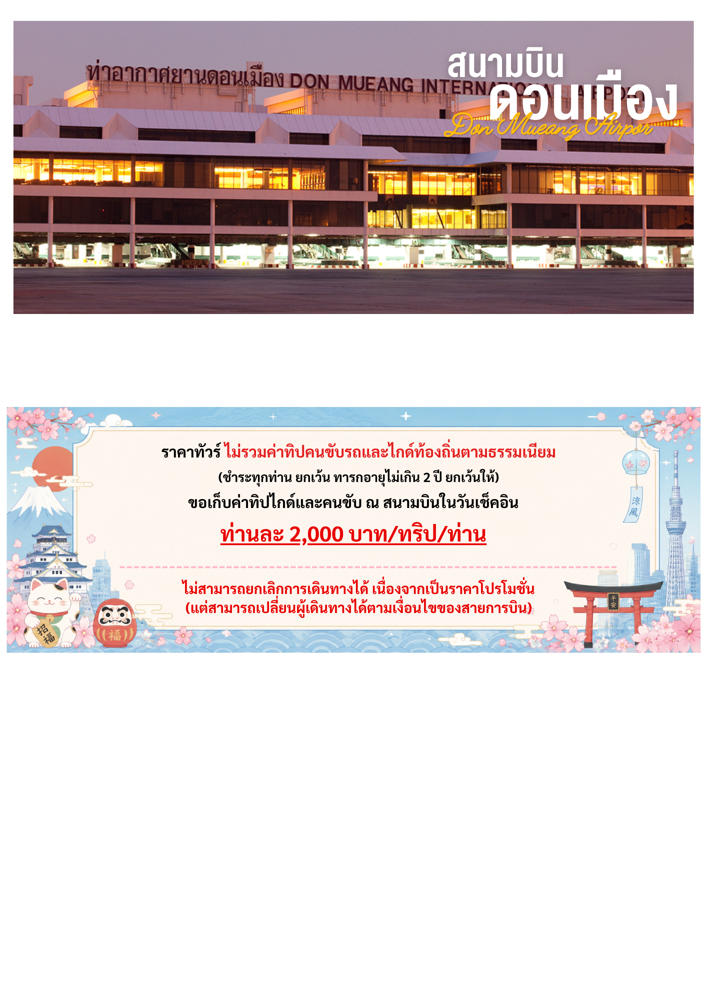 สนามบิน
ท่าอากาศยานดอนเมือง DON MUEANG INTERNATIONAL AIRPORT
ดอนเมือง
Don Mueang Airpor
ราคาทัวร์ ไม่รวมค่าทิปคนขับรถและไกด์ท้องถิ่นตามธรรมเนียม
(ชำระทุกท่าน ยกเว้น ทารกอายุไม่เกิน 2 ปี ยกเว้นให้)
ขอเก็บค่าทิปไกด์และคนขับ ณ สนามบินในวันเช็คอิน
涼風
ท่านละ 2,000 บาท/ทริป/ท่าน
ไม่สามารถยกเลิกการเดินทางได้ เนื่องจากเป็นราคาโปรโมชั่น
(แต่สามารถเปลี่ยนผู้เดินทางได้ตามเงื่อนไขของสายการบิน)
平安
招福
福